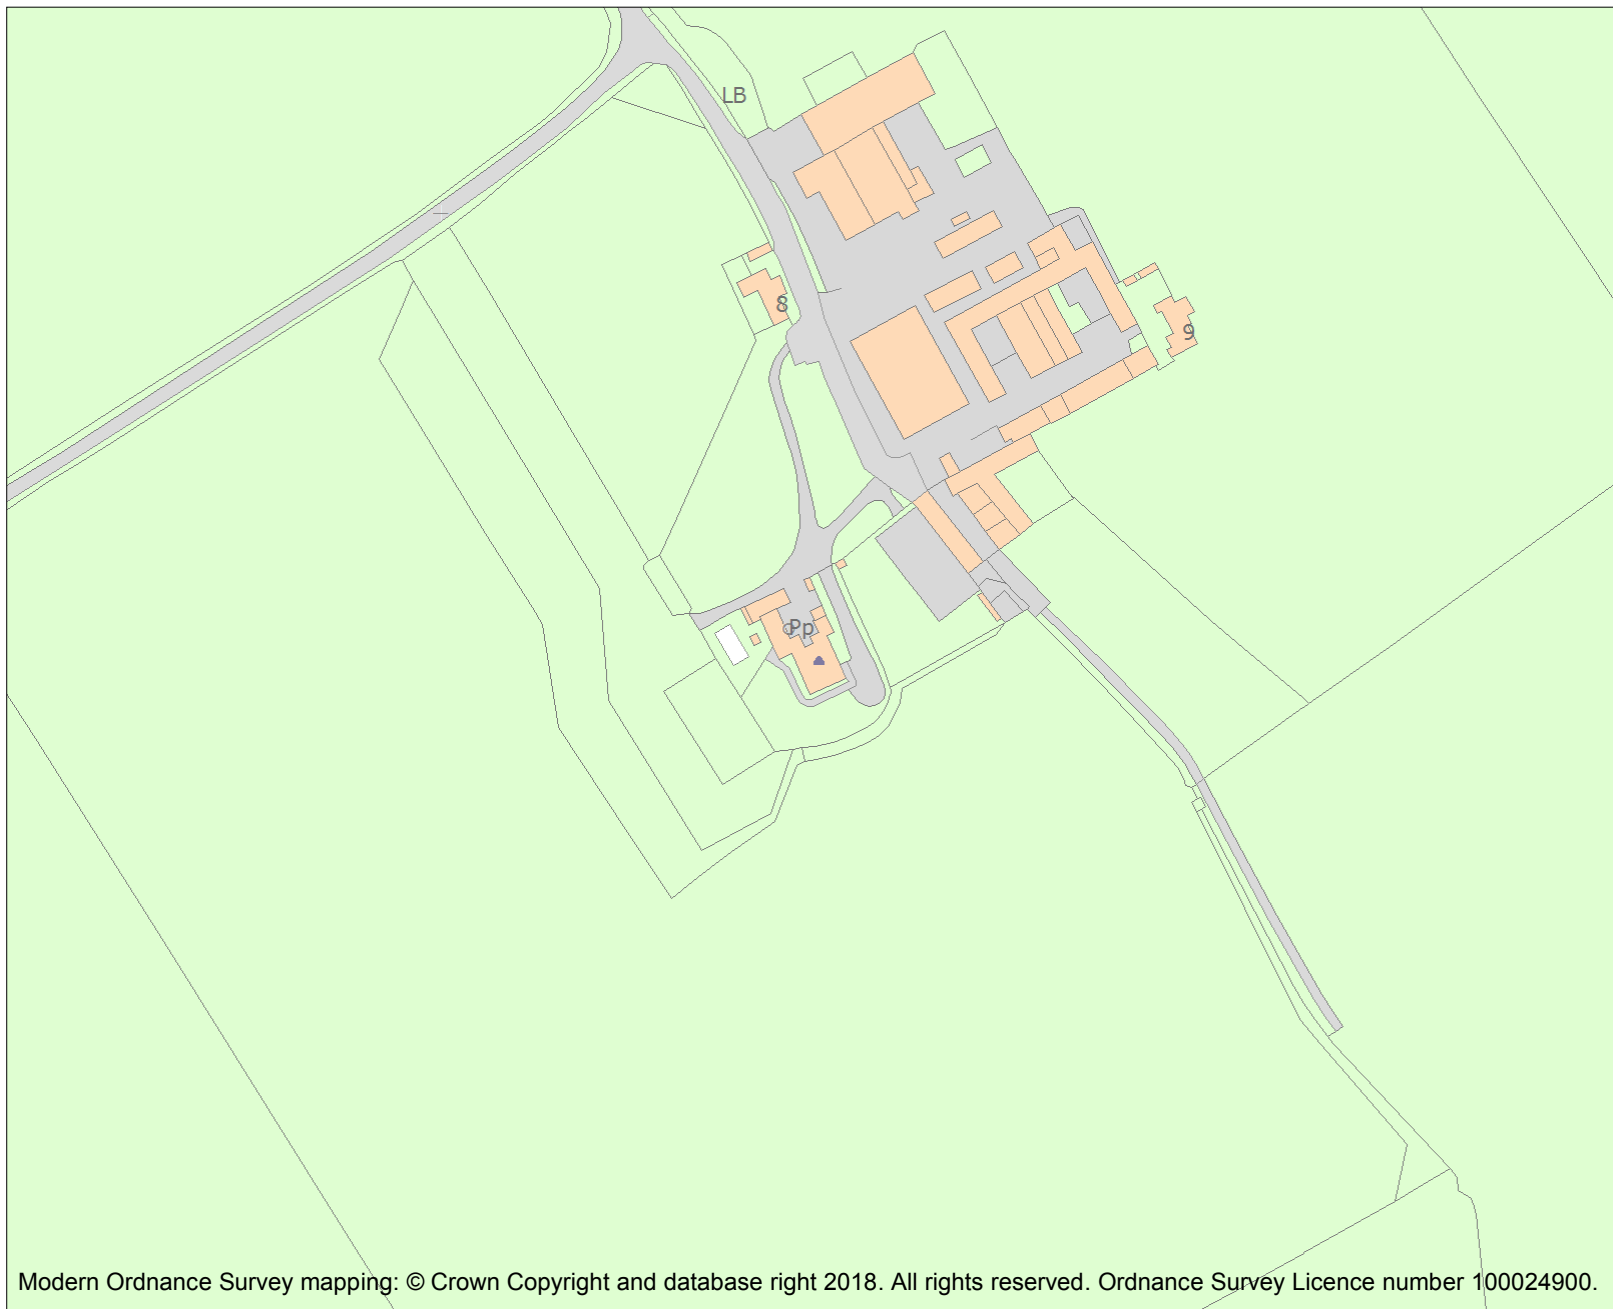 LB
8
9
Pp
Modern Ordnance Survey mapping: © Crown Copyright and database right 2018. All rights reserved. Ordnance Survey Licence number 100024900.